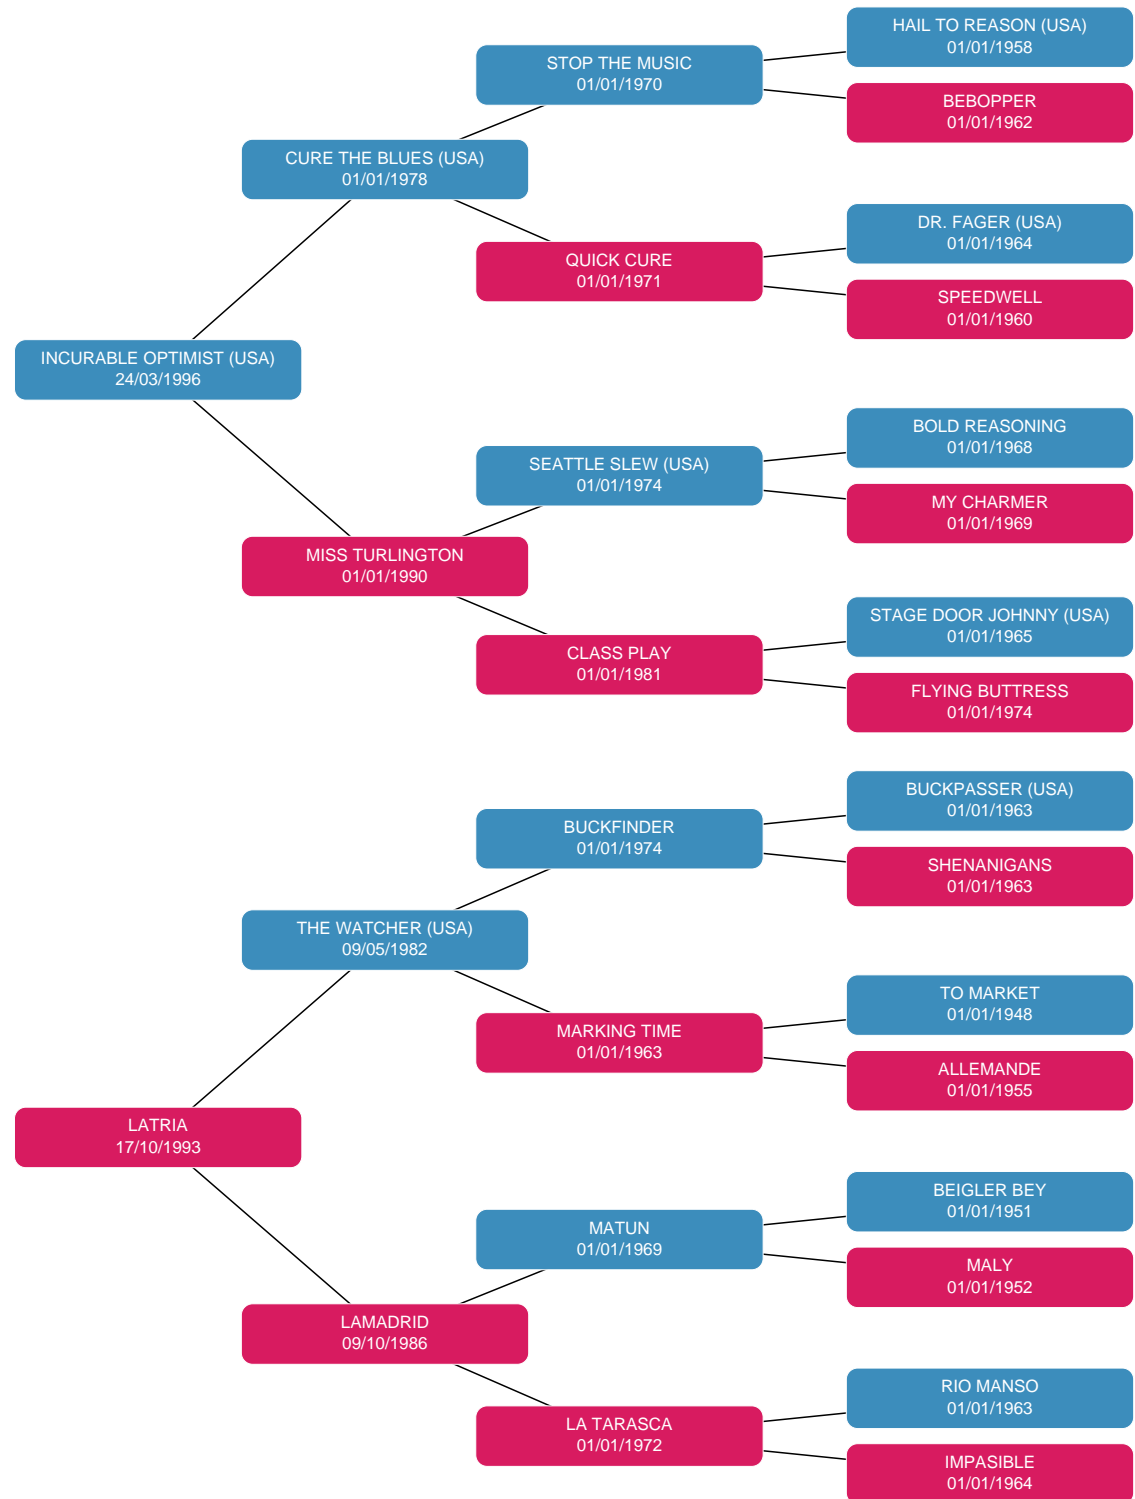 HAIL TO REASON (USA)
01/01/1958
STOP THE MUSIC
01/01/1970
BEBOPPER
01/01/1962
CURE THE BLUES (USA)
01/01/1978
DR. FAGER (USA)
01/01/1964
QUICK CURE
01/01/1971
SPEEDWELL
01/01/1960
INCURABLE OPTIMIST (USA)
24/03/1996
BOLD REASONING
01/01/1968
SEATTLE SLEW (USA)
01/01/1974
MY CHARMER
01/01/1969
MISS TURLINGTON
01/01/1990
STAGE DOOR JOHNNY (USA)
01/01/1965
CLASS PLAY
01/01/1981
FLYING BUTTRESS
01/01/1974
BUCKPASSER (USA)
01/01/1963
BUCKFINDER
01/01/1974
SHENANIGANS
01/01/1963
THE WATCHER (USA)
09/05/1982
TO MARKET
01/01/1948
MARKING TIME
01/01/1963
ALLEMANDE
01/01/1955
LATRIA
17/10/1993
BEIGLER BEY
01/01/1951
MATUN
01/01/1969
MALY
01/01/1952
LAMADRID
09/10/1986
RIO MANSO
01/01/1963
LA TARASCA
01/01/1972
IMPASIBLE
01/01/1964